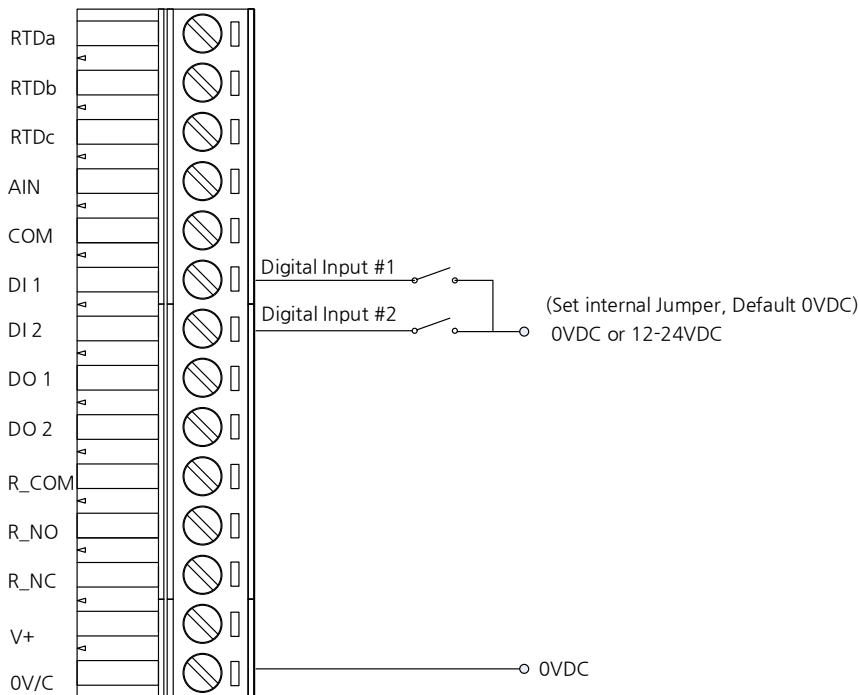 RTDa
RTDb
RTDc
AIN
COM
DI 1
Digital Input #1
DI 2
Digital Input #2
(Set internal Jumper, Default 0VDC)
0VDC or 12-24VDC
DO 1
DO 2
R_COM
R_NO
R_NC
V+
0V/C
0VDC